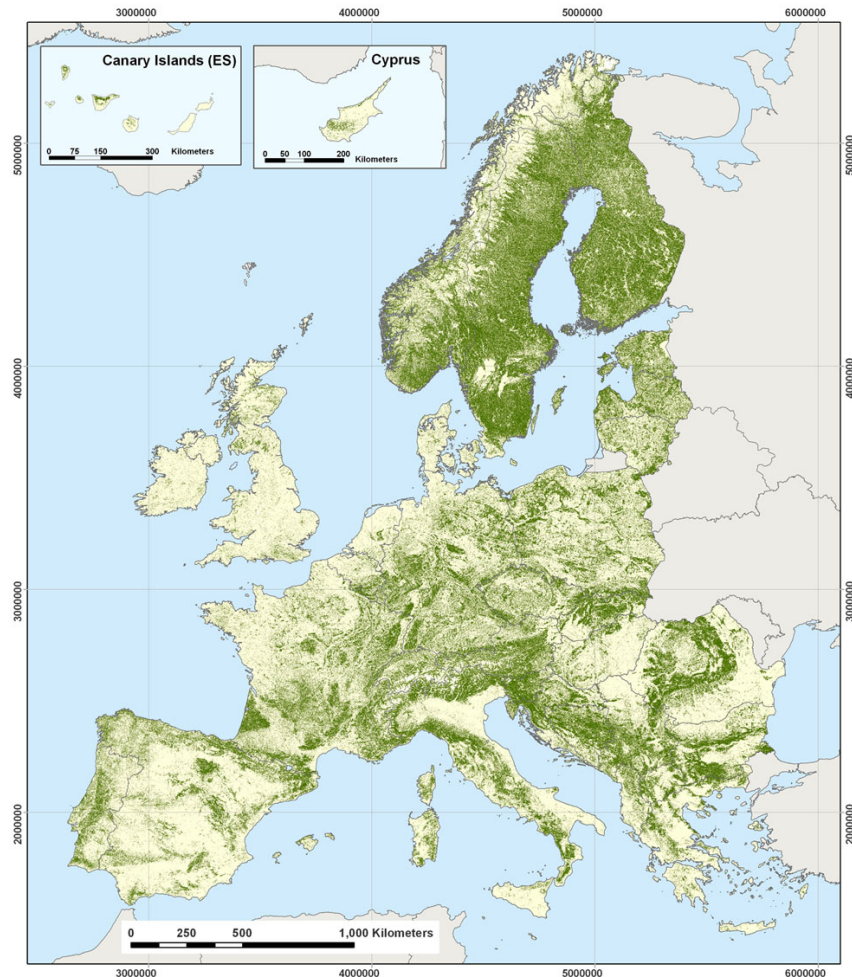 3000000 4000000 5000000 6000000
Canary Islands (ES)
0 75 150 300 Kilometers
Cyprus
0 50 100 200 Kilometers
5000000 5000000
4000000 4000000
3000000 3000000
2000000 2000000
0 250 500 1,000 Kilometers
3000000 4000000 5000000 6000000